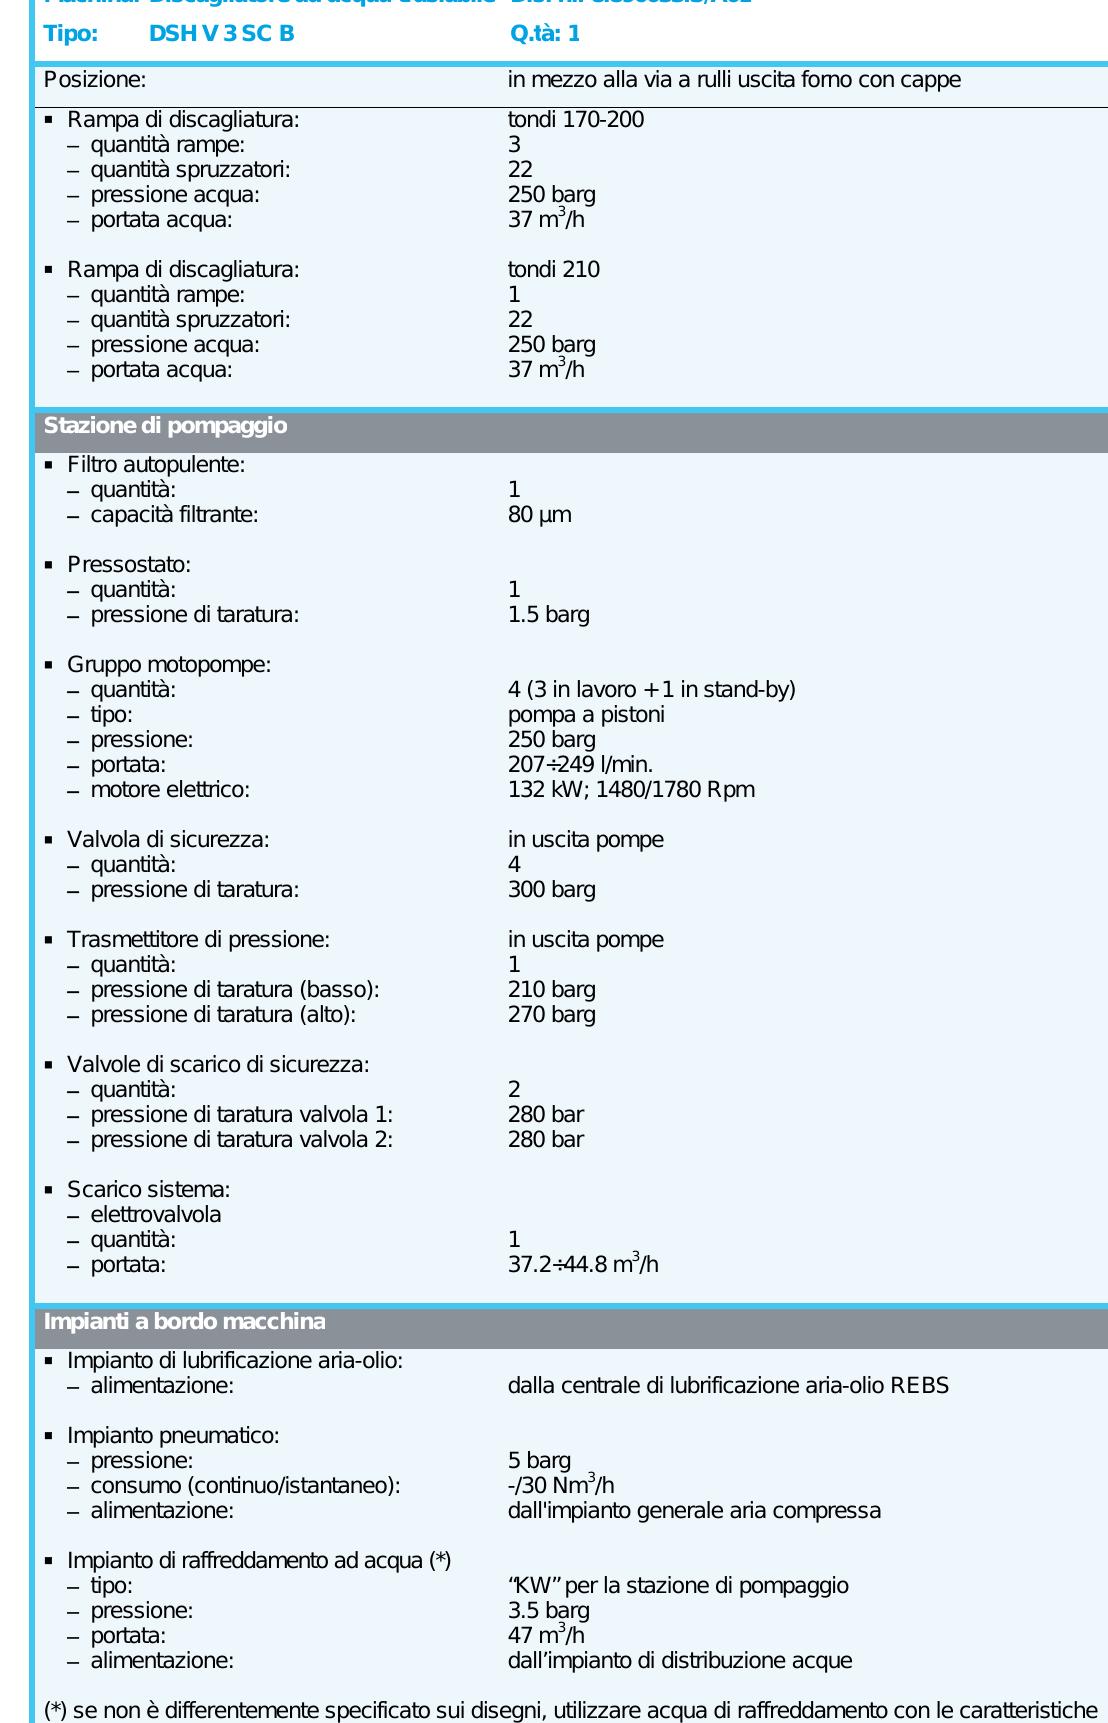 Tipo: DSH V 3 SC B Q.tà: 1
Posizione: in mezzo alla via a rulli uscita forno con cappe
▪ Rampa di discagliatura: tondi 170-200
– quantità rampe: 3
– quantità spruzzatori: 22
– pressione acqua: 250 barg
– portata acqua: 37 m³/h
▪ Rampa di discagliatura: tondi 210
– quantità rampe: 1
– quantità spruzzatori: 22
– pressione acqua: 250 barg
– portata acqua: 37 m³/h
Stazione di pompaggio
▪ Filtro autopulente:
– quantità: 1
– capacità filtrante: 80 µm
▪ Pressostato:
– quantità: 1
– pressione di taratura: 1.5 barg
▪ Gruppo motopompe:
– quantità: 4 (3 in lavoro + 1 in stand-by)
– tipo: pompa a pistoni
– pressione: 250 barg
– portata: 207÷249 l/min.
– motore elettrico: 132 kW; 1480/1780 Rpm
▪ Valvola di sicurezza: in uscita pompe
– quantità: 4
– pressione di taratura: 300 barg
▪ Trasmettitore di pressione: in uscita pompe
– quantità: 1
– pressione di taratura (basso): 210 barg
– pressione di taratura (alto): 270 barg
▪ Valvole di scarico di sicurezza:
– quantità: 2
– pressione di taratura valvola 1: 280 bar
– pressione di taratura valvola 2: 280 bar
▪ Scarico sistema:
– elettrovalvola
– quantità: 1
– portata: 37.2÷44.8 m³/h
Impianti a bordo macchina
▪ Impianto di lubrificazione aria-olio:
– alimentazione: dalla centrale di lubrificazione aria-olio REBS
▪ Impianto pneumatico:
– pressione: 5 barg
– consumo (continuo/istantaneo): -/30 Nm³/h
– alimentazione: dall'impianto generale aria compressa
▪ Impianto di raffreddamento ad acqua (*)
– tipo: “KW” per la stazione di pompaggio
– pressione: 3.5 barg
– portata: 47 m³/h
– alimentazione: dall’impianto di distribuzione acque
(*) se non è differentemente specificato sui disegni, utilizzare acqua di raffreddamento con le caratteristiche